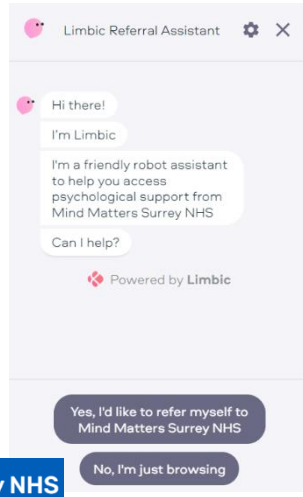 Limbic Referral Assistant
Hi there!
I'm Limbic
I'm a friendly robot assistant
to help you access
psychological support from
Mind Matters Surrey NHS
Can I help?
Powered by Limbic
Yes, I'd like to refer myself to
Mind Matters Surrey NHS
No, I'm just browsing
y NHS